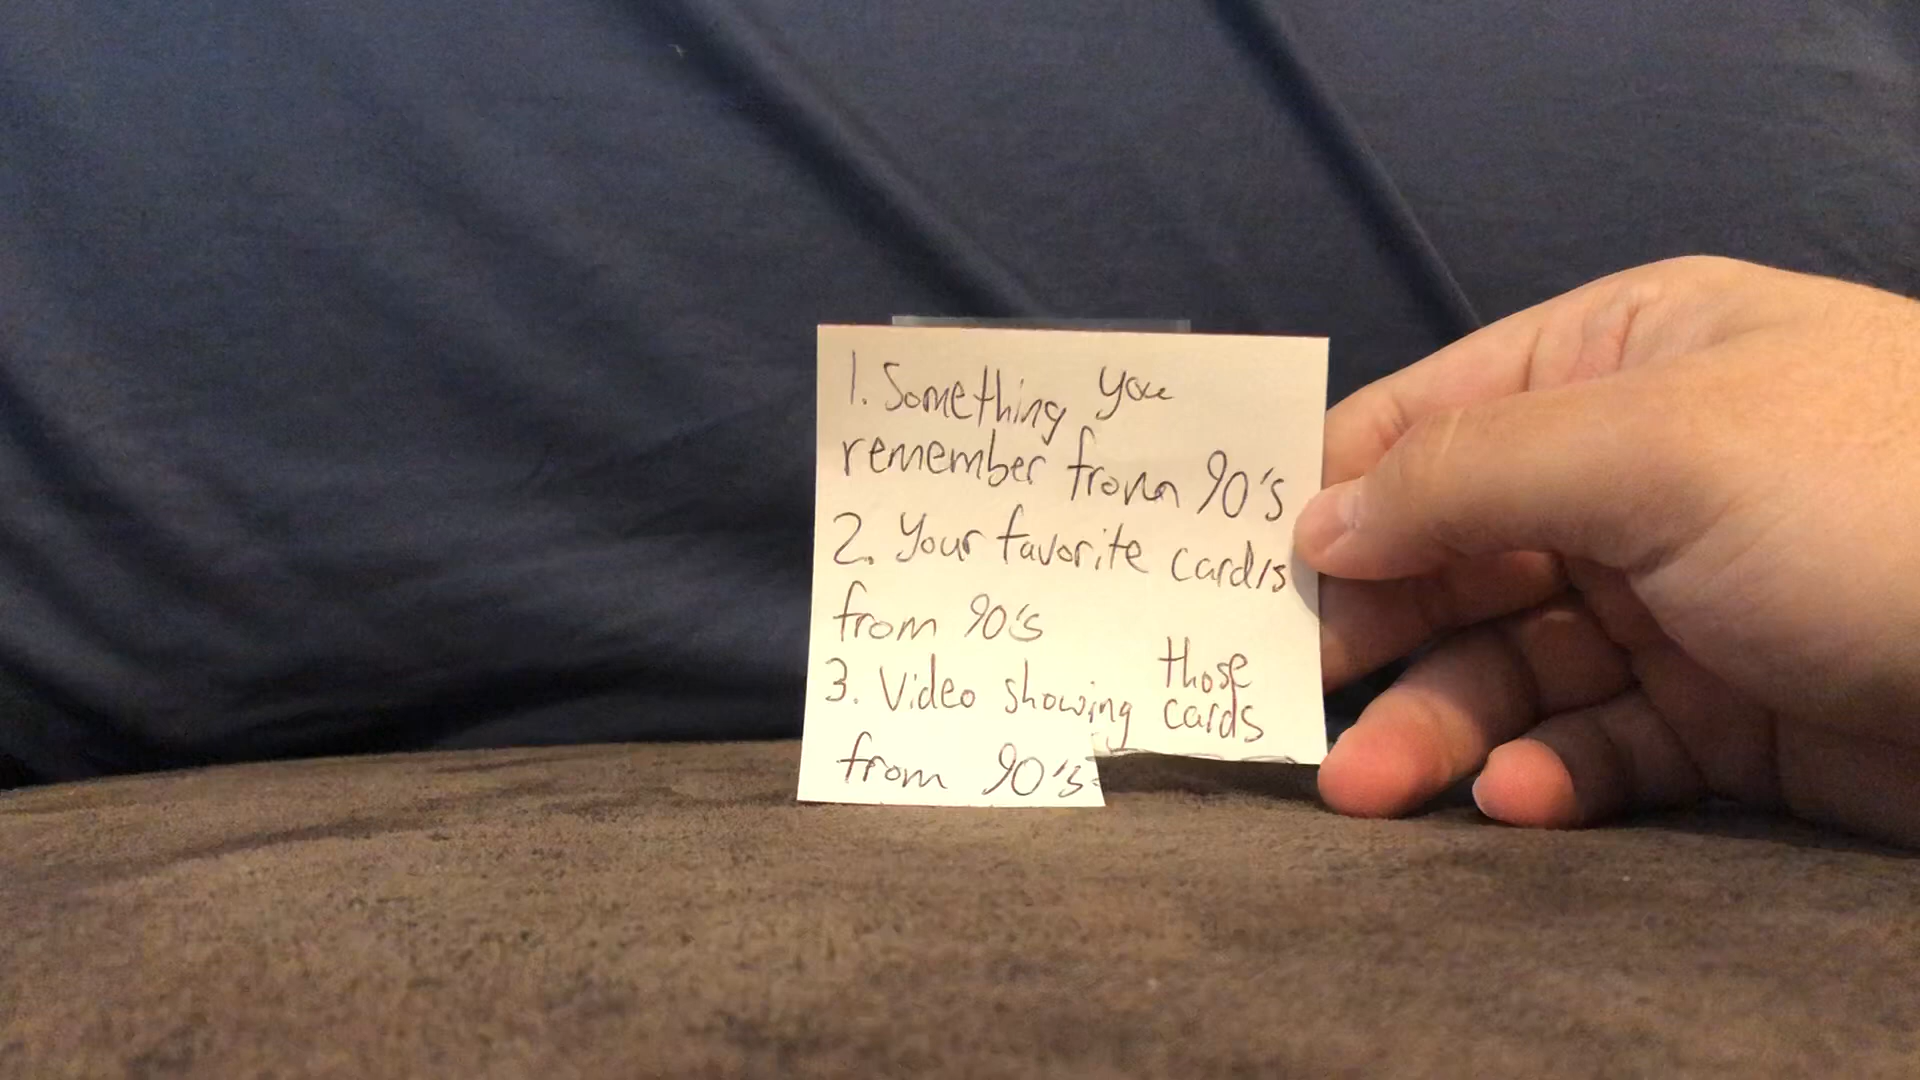 1. Something you
remember from 90's
2. Your favorite card/s
from 90's
3. Video showing those cards
from 90's